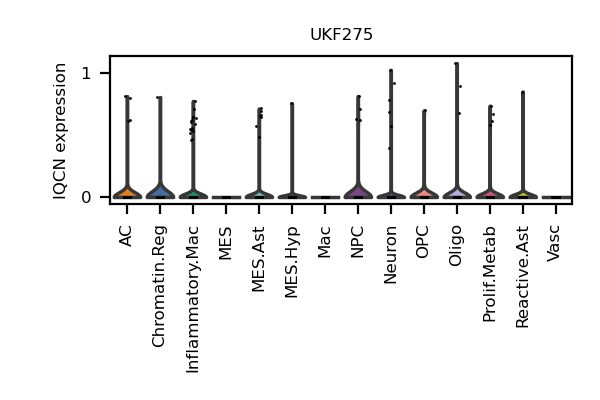 UKF275
IQCN expression
1
0
AC
Chromatin.Reg
Inflammatory.Mac
MES
MES.Ast
MES.Hyp
Mac
NPC
Neuron
OPC
Oligo
Prolif.Metab
Reactive.Ast
Vasc